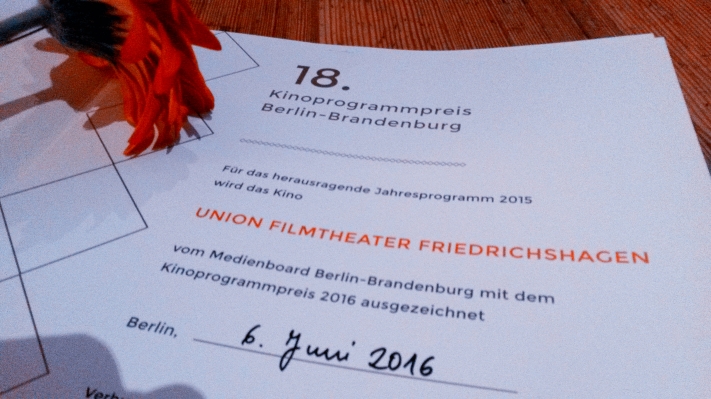 18.
Kinoprogrammpreis
Berlin-Brandenburg
Für das herausragende Jahresprogramm 2015
wird das Kino
UNION FILMTHEATER FRIEDRICHSHAGEN
vom Medienboard Berlin-Brandenburg mit dem
Kinoprogrammpreis 2016 ausgezeichnet
Berlin, 6. Juni 2016